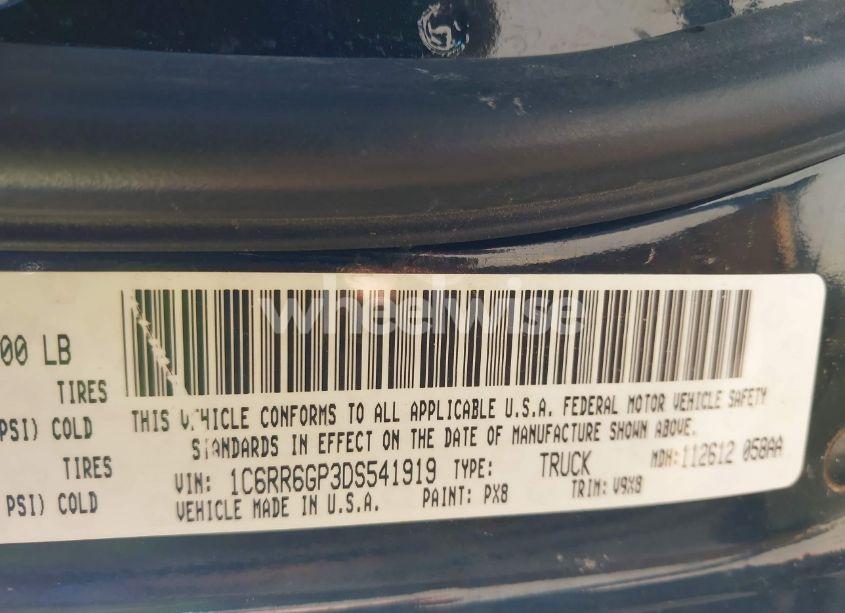 wheelwise
00 LB
TIRES
PSI) COLD
TIRES
PSI) COLD
THIS VEHICLE CONFORMS TO ALL APPLICABLE U.S.A. FEDERAL MOTOR VEHICLE SAFETY
STANDARDS IN EFFECT ON THE DATE OF MANUFACTURE SHOWN ABOVE.
MDH: 112612 058AA
VIN: 1C6RR6GP3DS541919 TYPE: TRUCK
VEHICLE MADE IN U.S.A. PAINT: PX8 TRIM: V9X8